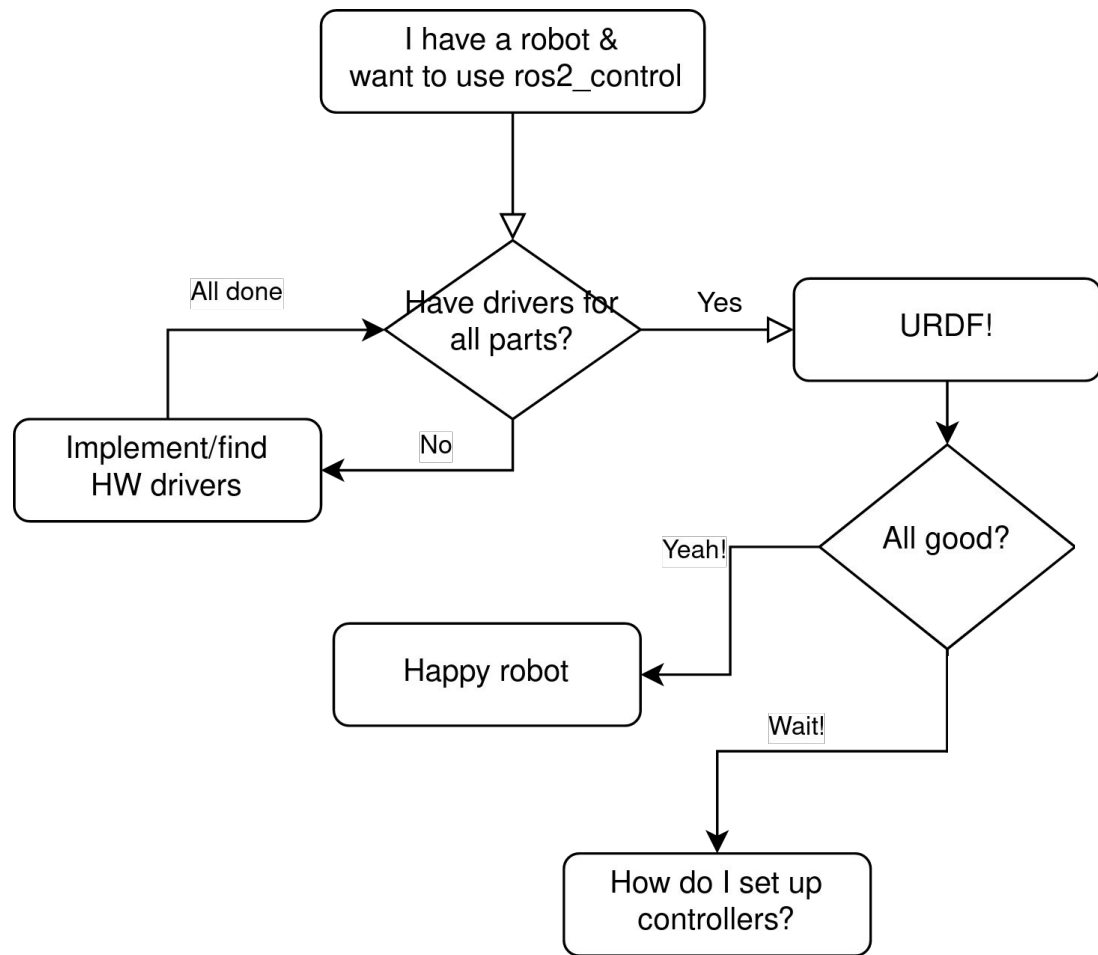 I have a robot &
want to use ros2_control
All done
Have drivers for
all parts?
Yes
URDF!
No
Implement/find
HW drivers
All good?
Yeah!
Happy robot
Wait!
How do I set up
controllers?